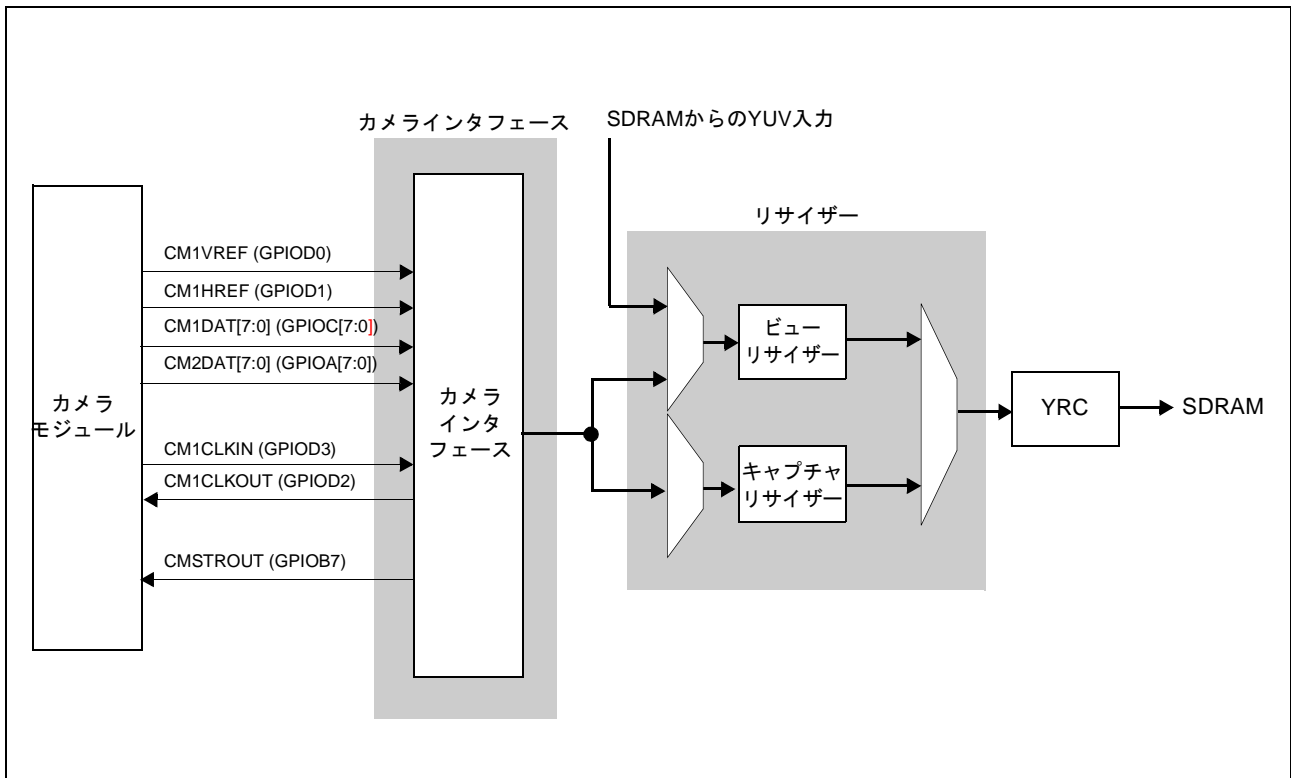 カメラインタフェース
SDRAMからのYUV入力
リサイザー
CM1VREF (GPIOD0)
CM1HREF (GPIOD1)
CM1DAT[7:0] (GPIOC[7:0])
CM2DAT[7:0] (GPIOA[7:0])
カメラ
モジュール
CM1CLKIN (GPIOD3)
CM1CLKOUT (GPIOD2)
CMSTROUT (GPIOB7)
カメラ
インタ
フェース
ビュー
リサイザー
キャプチャ
リサイザー
YRC
SDRAM